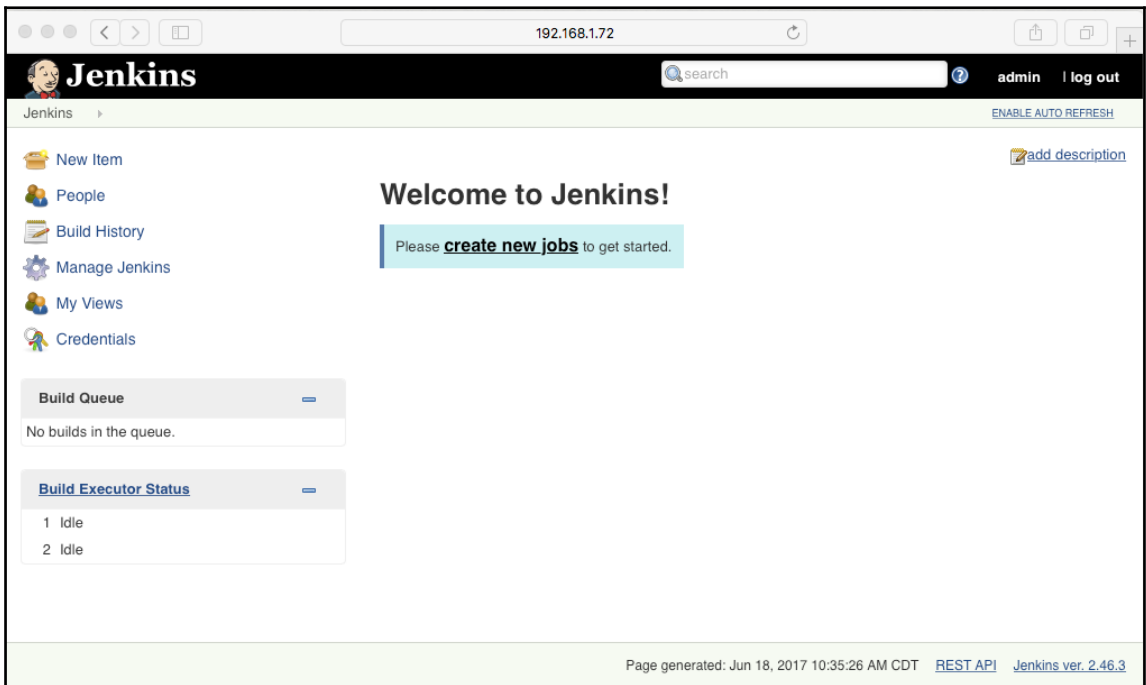 192.168.1.72
Jenkins
search
admin | log out
Jenkins
ENABLE AUTO REFRESH
New Item
People
Build History
Manage Jenkins
My Views
Credentials
Build Queue
No builds in the queue.
Build Executor Status
1 Idle
2 Idle
add description
Welcome to Jenkins!
Please create new jobs to get started.
Page generated: Jun 18, 2017 10:35:26 AM CDT REST API Jenkins ver. 2.46.3